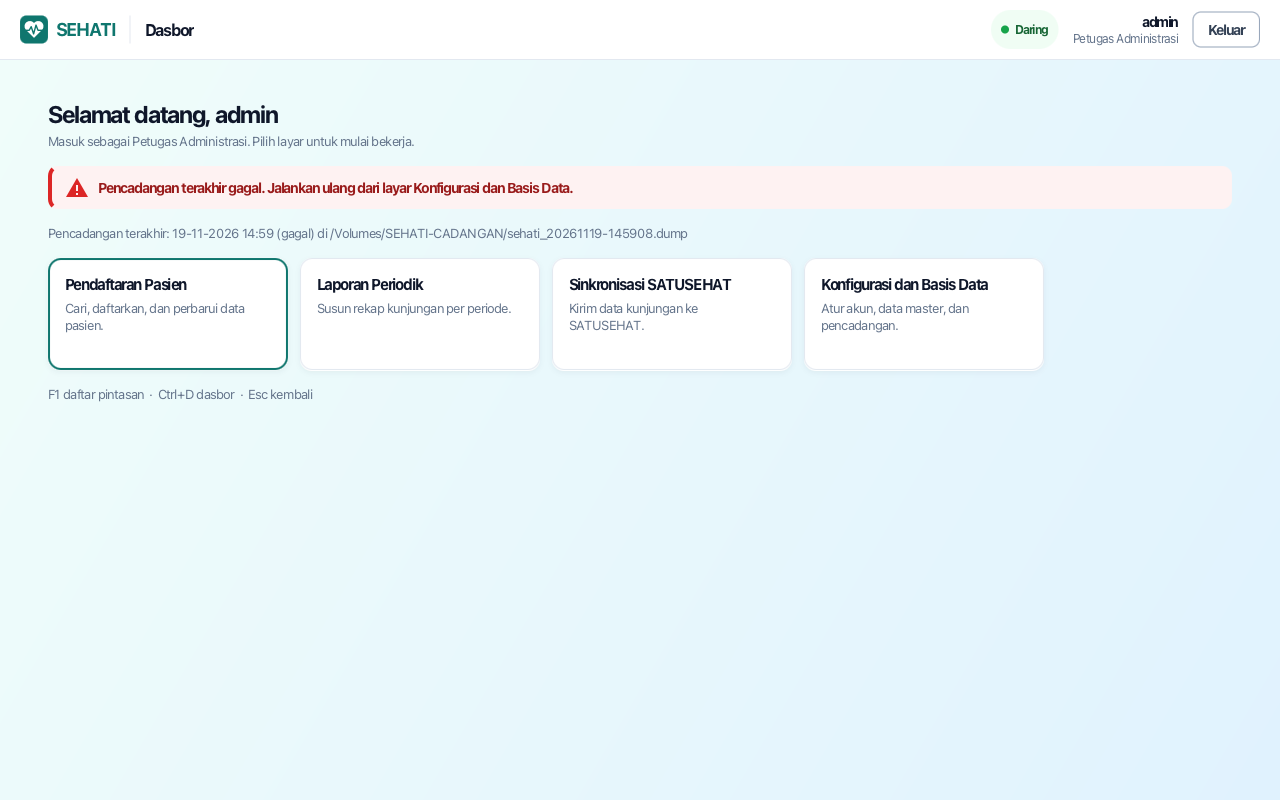 SEHATI
Dasbor
Daring
admin
Petugas Administrasi
Keluar
Selamat datang, admin
Masuk sebagai Petugas Administrasi. Pilih layar untuk mulai bekerja.
Pencadangan terakhir gagal. Jalankan ulang dari layar Konfigurasi dan Basis Data.
Pencadangan terakhir: 19-11-2026 14:59 (gagal) di /Volumes/SEHATI-CADANGAN/sehati_20261119-145908.dump
Pendaftaran Pasien
Cari, daftarkan, dan perbarui data
pasien.
Laporan Periodik
Susun rekap kunjungan per periode.
Sinkronisasi SATUSEHAT
Kirim data kunjungan ke
SATUSEHAT.
Konfigurasi dan Basis Data
Atur akun, data master, dan
pencadangan.
F1 daftar pintasan · Ctrl+D dasbor · Esc kembali